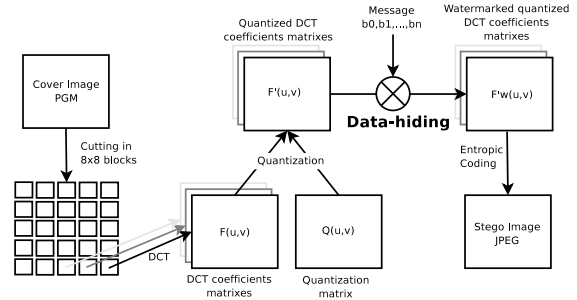 Cover Image
PGM
Cutting in
8x8 blocks
DCT
F(u,v)
DCT coefficients
matrixes
Q(u,v)
Quantization
matrix
Quantization
Quantized DCT
coefficients matrixes
F'(u,v)
Message
b0,b1,...,bn
Data-hiding
Watermarked quantized
DCT coefficients
matrixes
F'w(u,v)
Entropic
Coding
Stego Image
JPEG